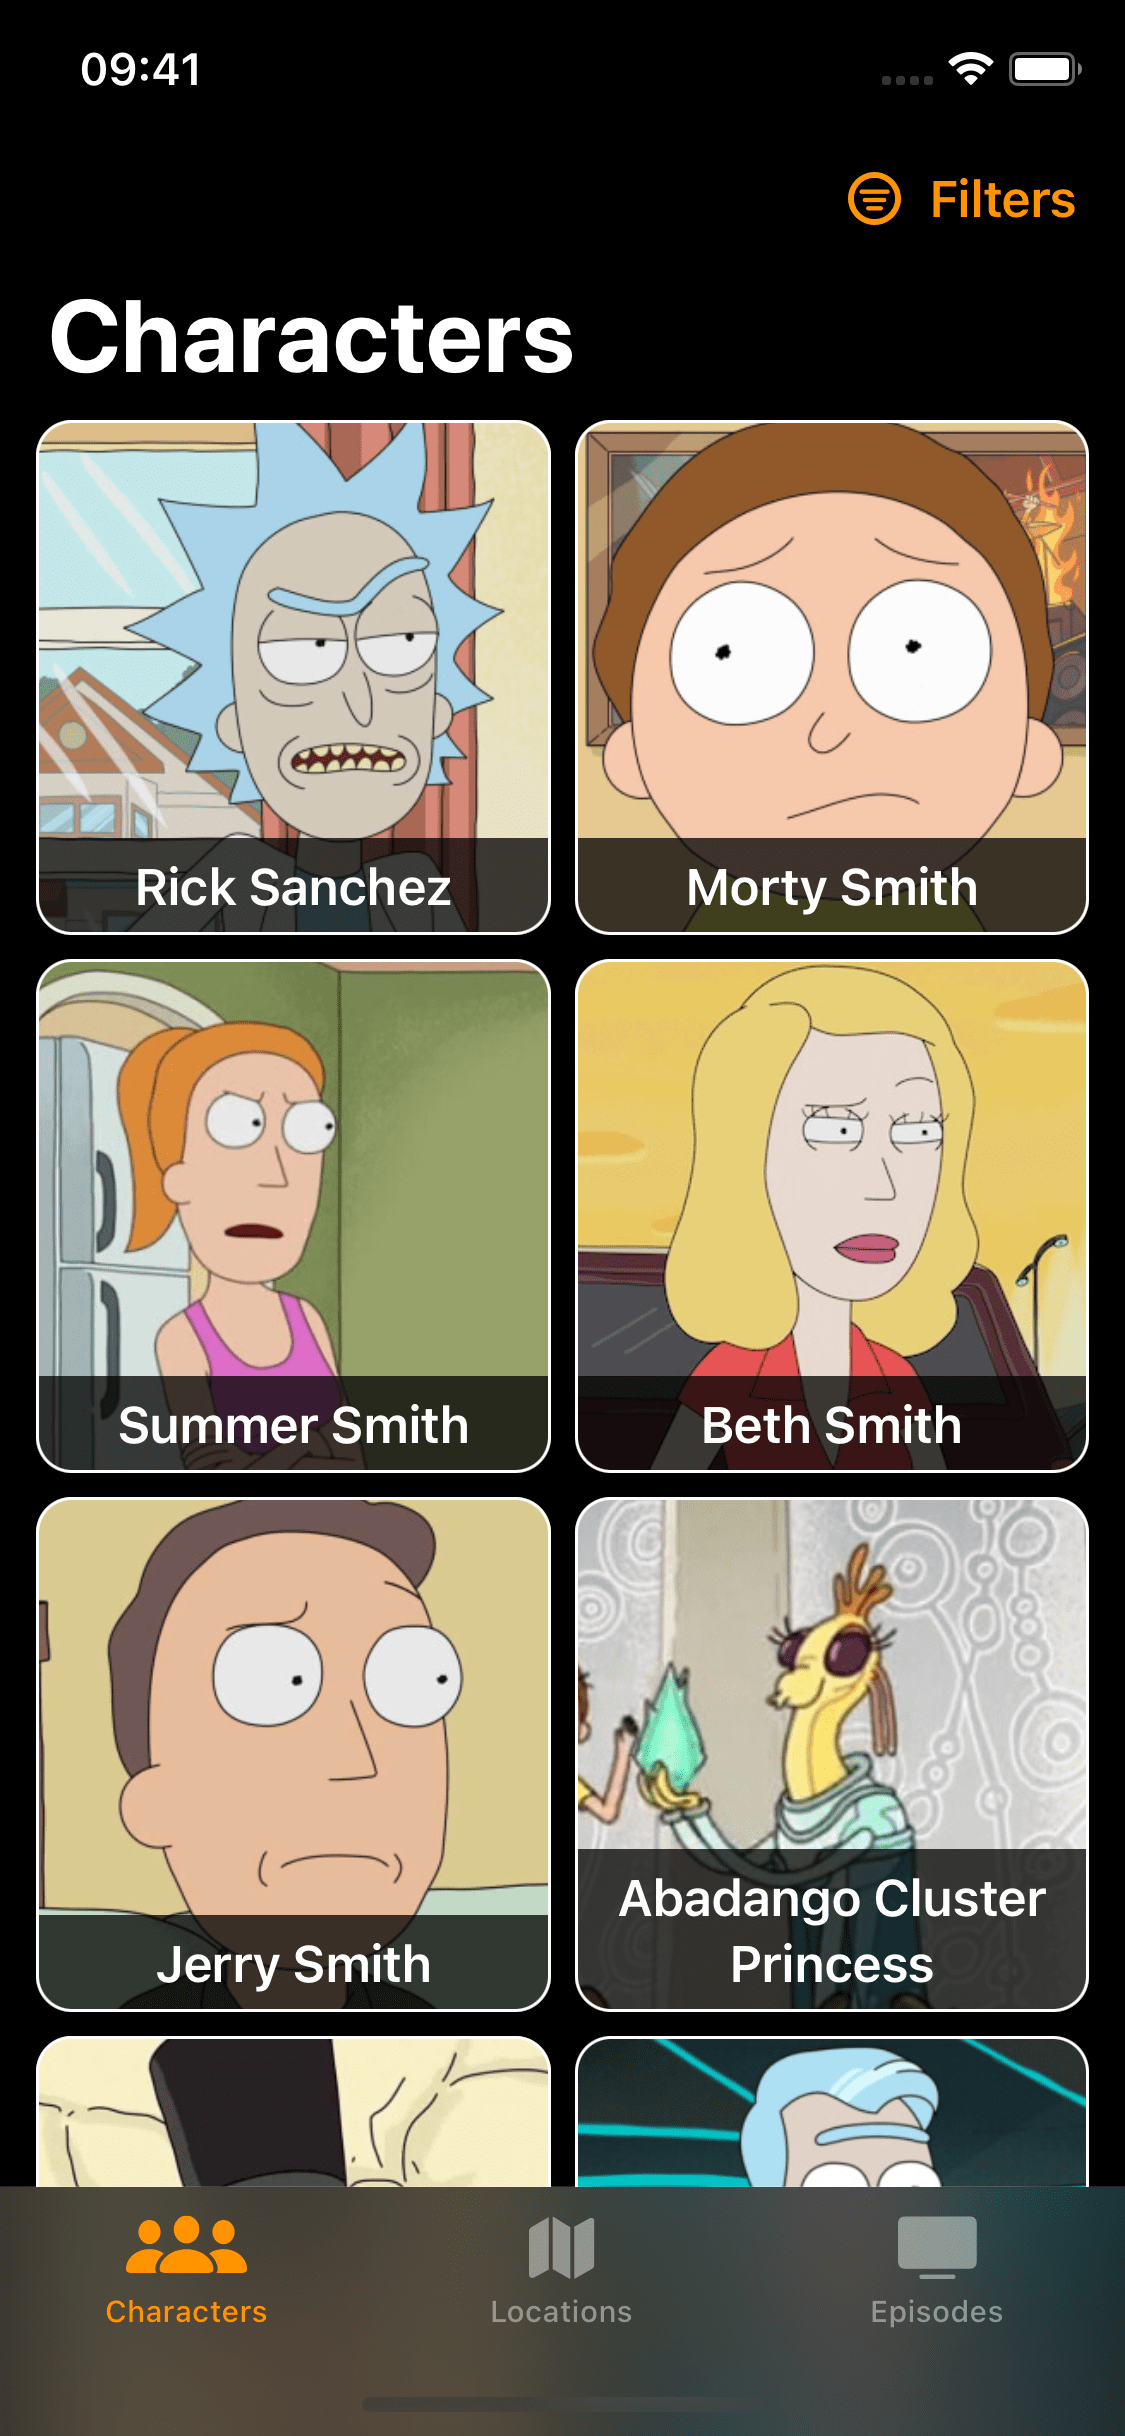 09:41
Filters
Characters
Rick Sanchez
Morty Smith
Summer Smith
Beth Smith
Jerry Smith
Abadango Cluster
Princess
Characters
Locations
Episodes